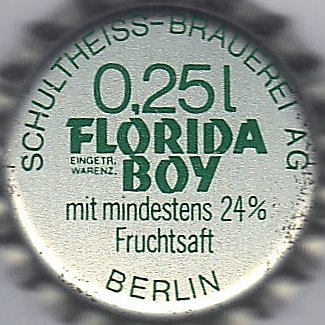 SCHULTHEISS-BRAUEREI AG
0,25l
FLORIDA
EINGETR.
WARENZ.
BOY
mit mindestens 24%
Fruchtsaft
BERLIN